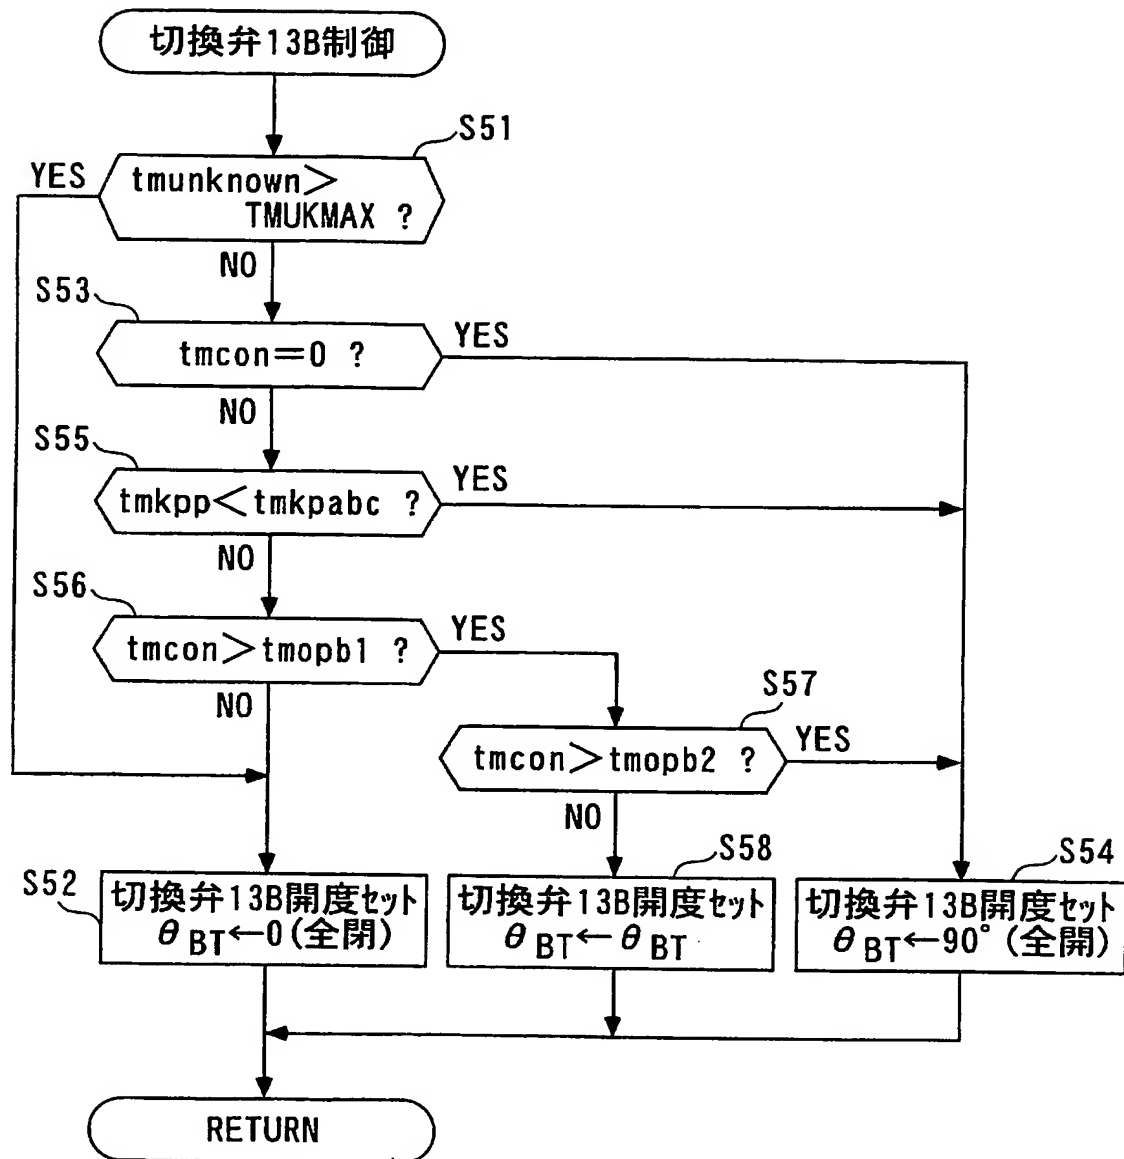 切換弁13B制御
S51
YES
tmunknown>
TMUKMAX ?
NO
S53
tmcon=0 ?
YES
NO
S55
tmkpp<tmkpabc ?
YES
NO
S56
tmcon>tmopb1 ?
YES
NO
S57
tmcon>tmopb2 ?
YES
NO
S52
切換弁13B開度セット
θBT←0(全閉)
S58
切換弁13B開度セット
θBT←θBT
S54
切換弁13B開度セット
θBT←90°(全開)
RETURN